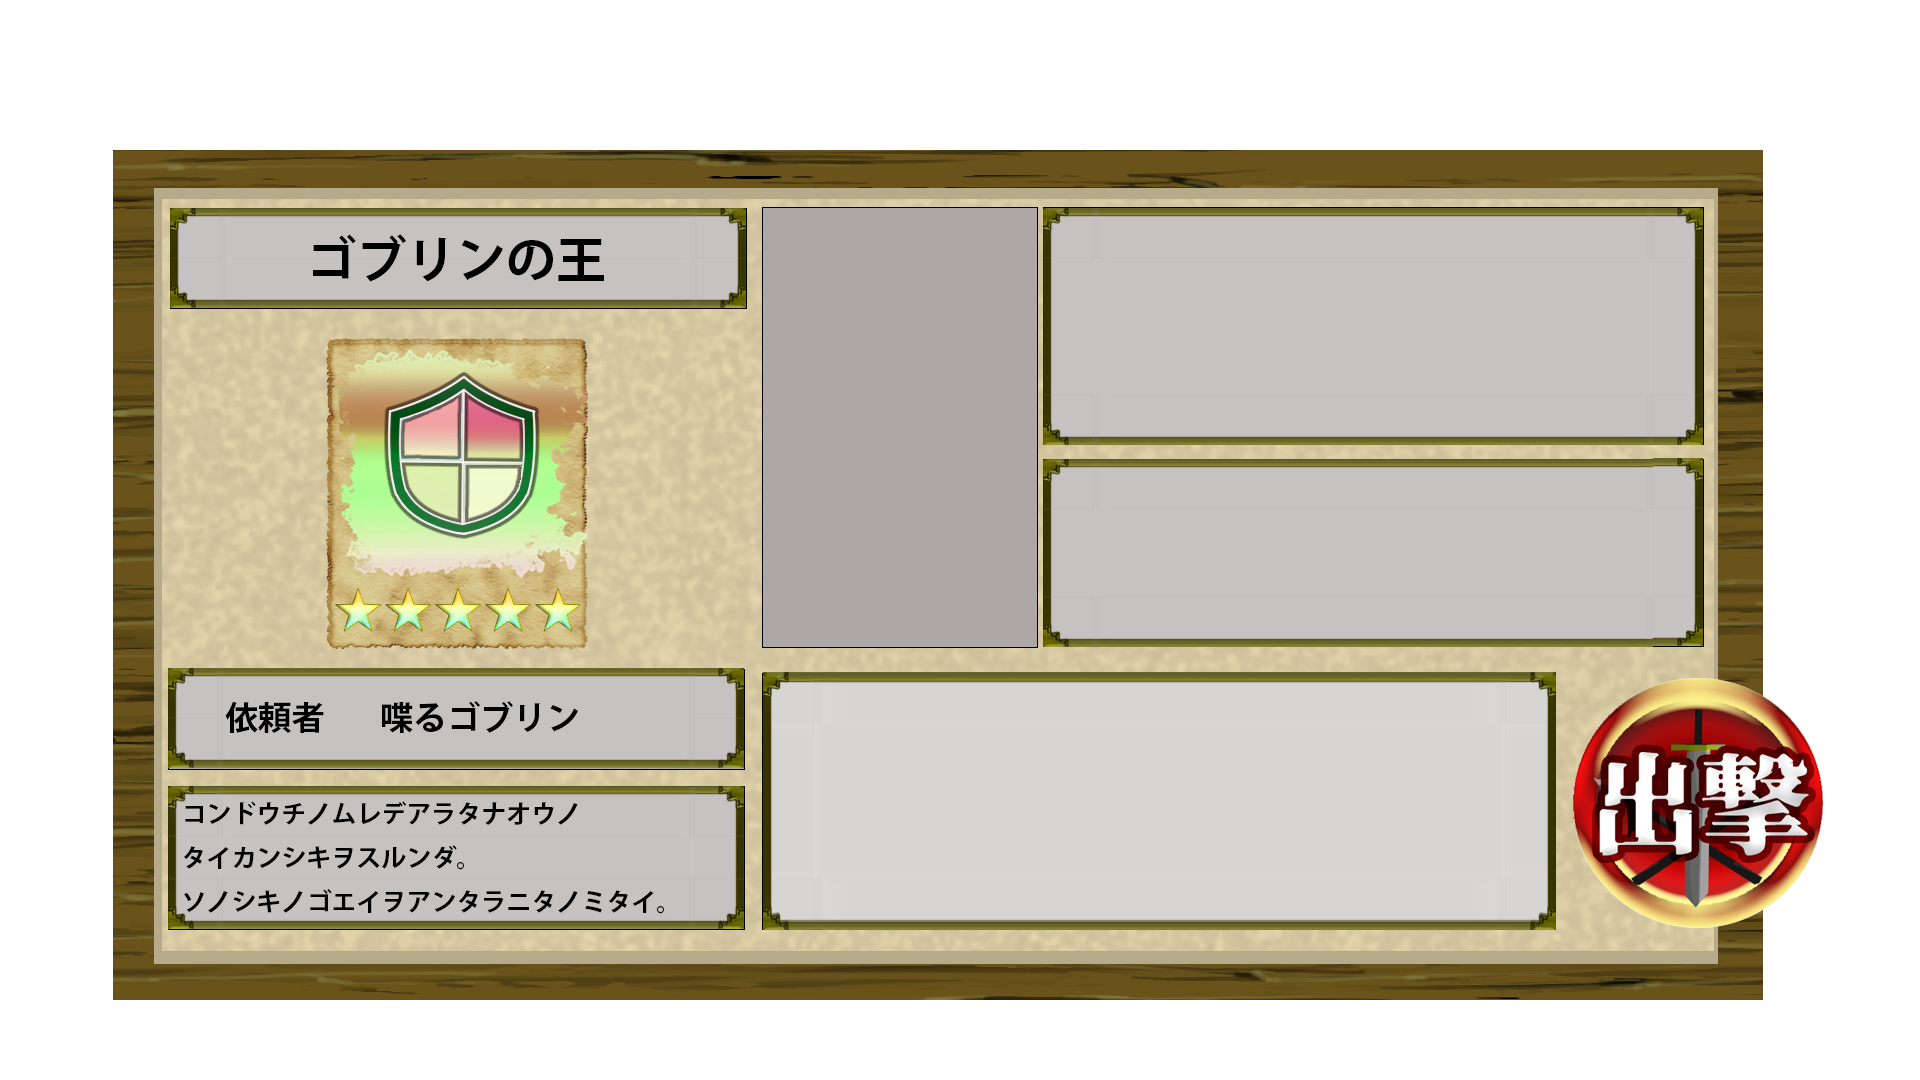 ゴブリンの王
依頼者　喋るゴブリン
コンドウチノムレデアラタナオウノ
タイカンシキヲスルンダ。
ソノシキノゴエイヲアンタラニタノミタイ。
出撃